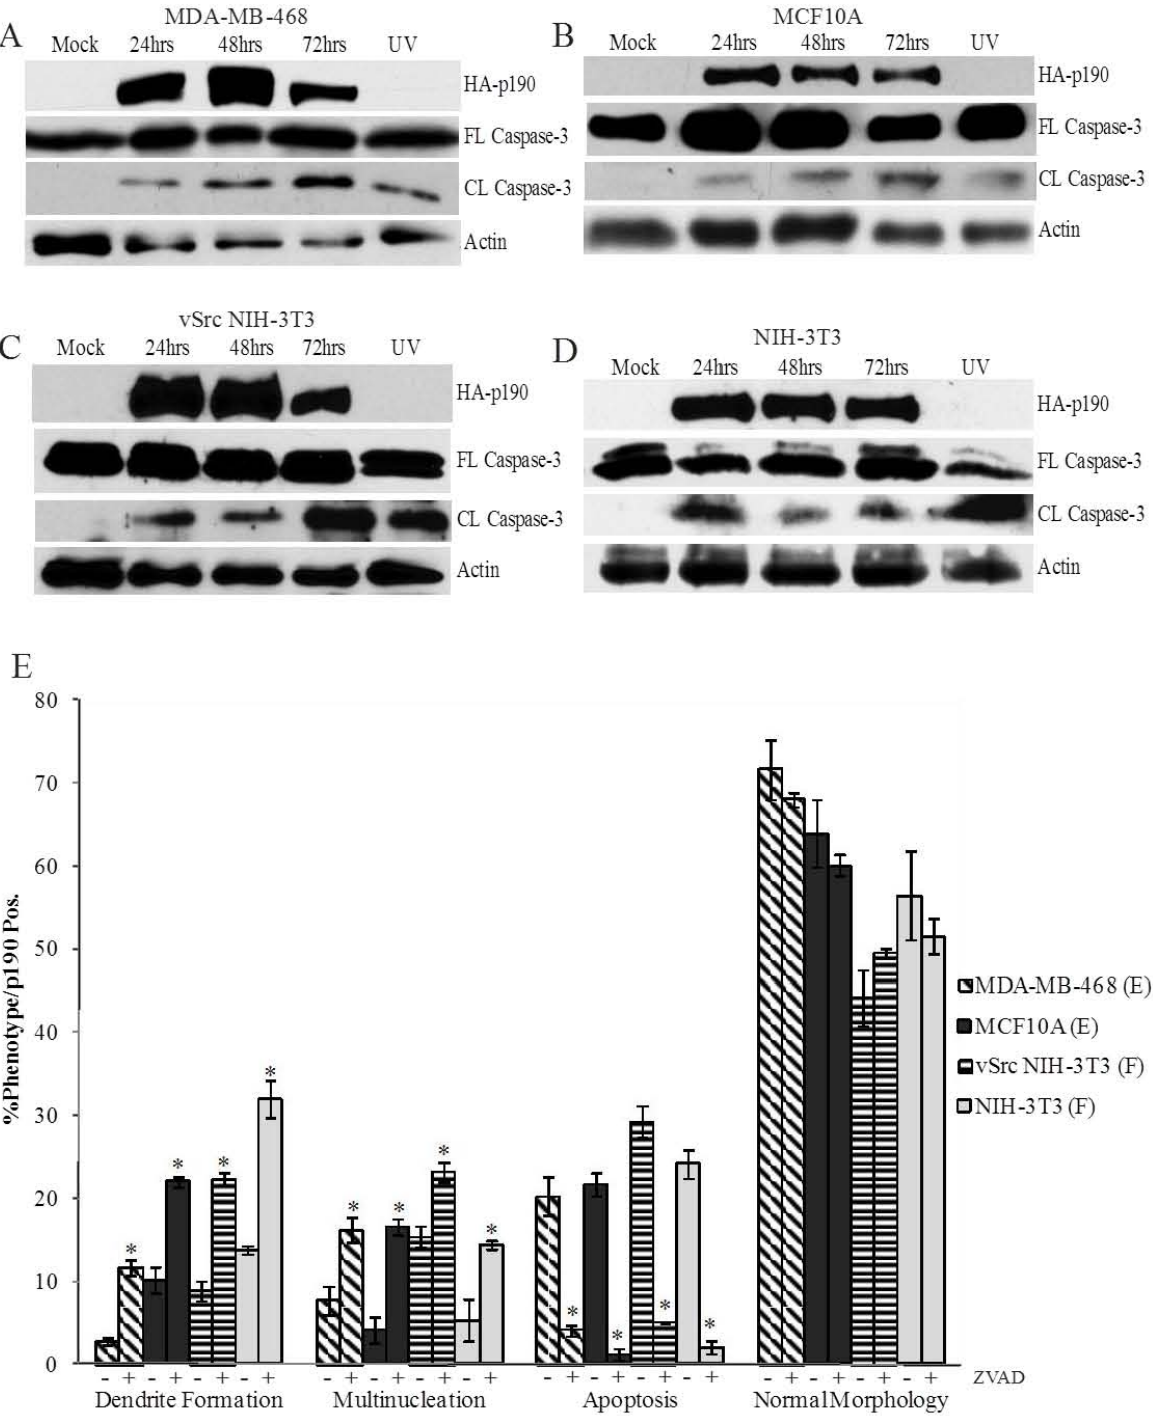 A
MDA-MB-468
Mock 24hrs 48hrs 72hrs UV
HA-p190
FL Caspase-3
CL Caspase-3
Actin
B
MCF10A
Mock 24hrs 48hrs 72hrs UV
HA-p190
FL Caspase-3
CL Caspase-3
Actin
C
vSrc NIH-3T3
Mock 24hrs 48hrs 72hrs UV
HA-p190
FL Caspase-3
CL Caspase-3
Actin
D
NIH-3T3
Mock 24hrs 48hrs 72hrs UV
HA-p190
FL Caspase-3
CL Caspase-3
Actin
E
%Phenotype/p190 Pos.
80
70
60
50
40
30
20
10
0
* * * *
* * * *
* * * *
MDA-MB-468 (E)
MCF10A (E)
vSrc NIH-3T3 (F)
NIH-3T3 (F)
- + - + - + - + - + - + - + - + - + - + - + - + - + - + - + - + ZVAD
Dendrite Formation Multinucleation Apoptosis Normal Morphology